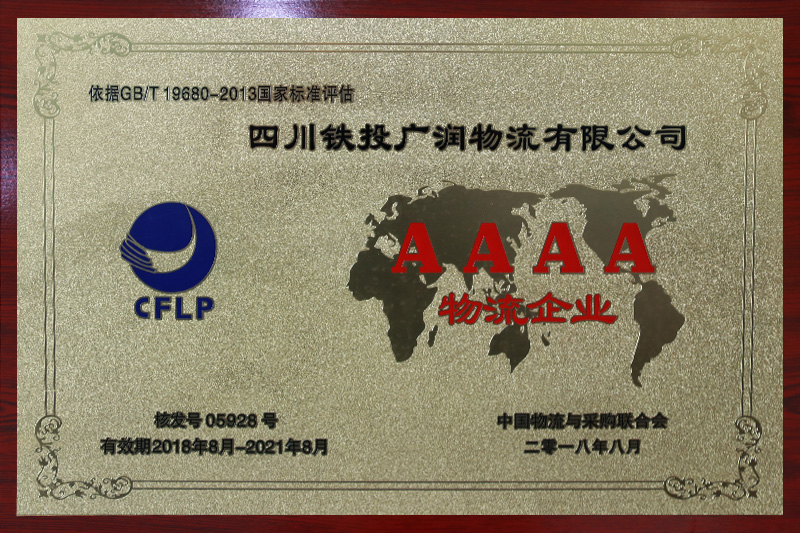 依据GB/T 19680-2013国家标准评估
四川铁投广润物流有限公司
CFLP
AAAA
物流企业
核发号 05928 号
有效期2018年8月-2021年8月
中国物流与采购联合会
二零一八年八月